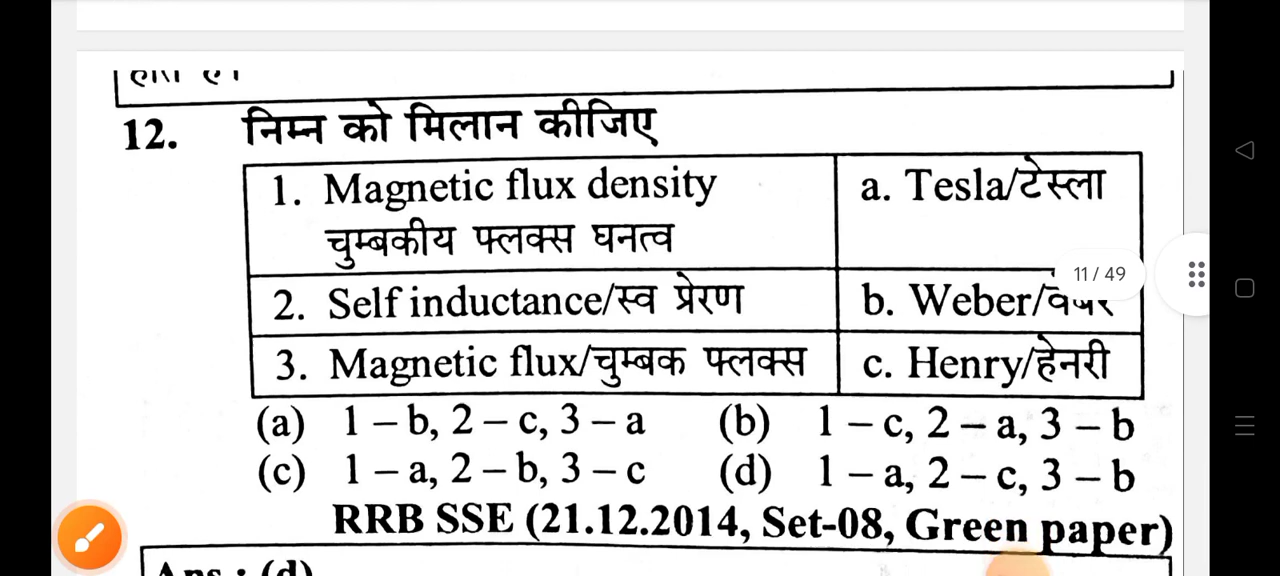 12. निम्न को मिलान कीजिए
1. Magnetic flux density a. Tesla/टेस्ला
चुम्बकीय फ्लक्स घनत्व
11 / 49
2. Self inductance/स्व प्रेरण b. Weber/
3. Magnetic flux/चुम्बक फ्लक्स c. Henry/हेनरी
(a) 1 – b, 2 – c, 3 – a (b) 1 – c, 2 – a, 3 – b
(c) 1 – a, 2 – b, 3 – c (d) 1 – a, 2 – c, 3 – b
RRB SSE (21.12.2014, Set-08, Green paper)
Ans : (d)